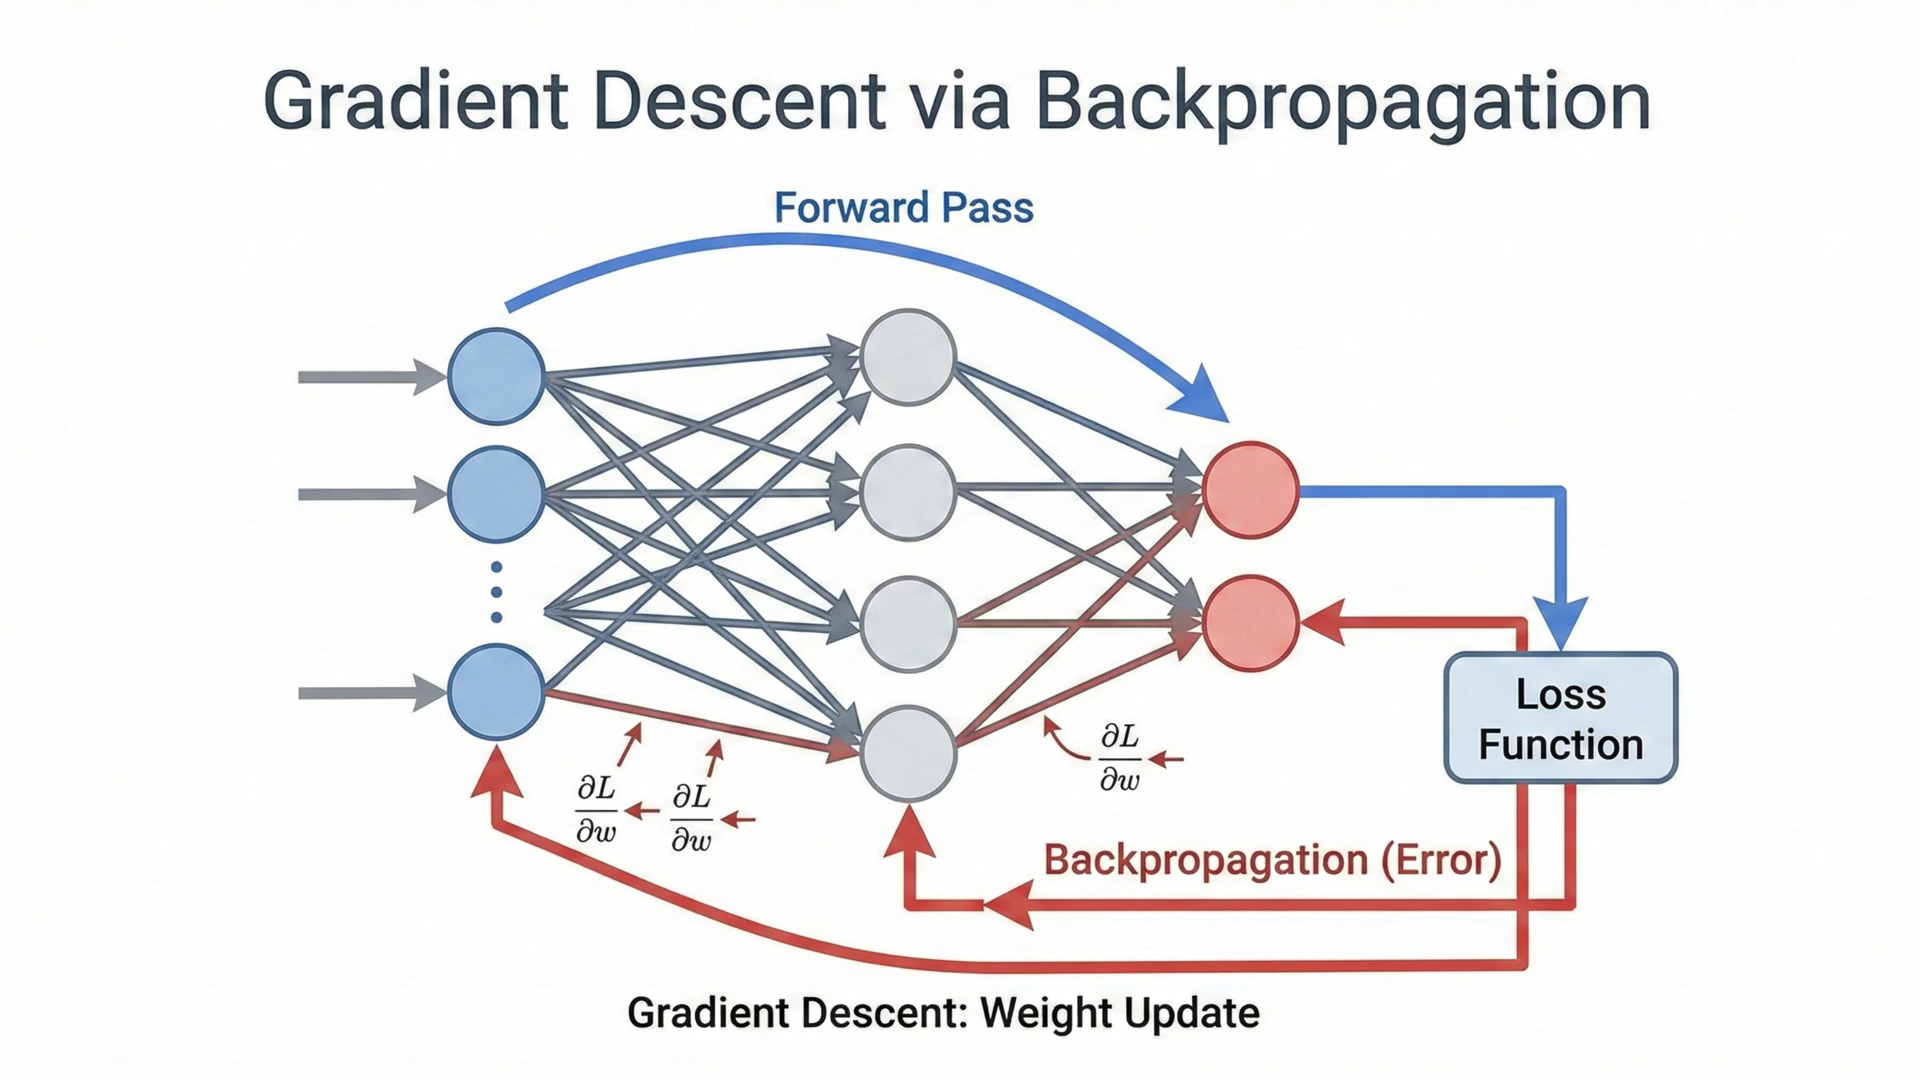 Gradient Descent via Backpropagation
Forward Pass
Loss
Function
∂L
∂w
∂L
∂w
∂L
∂w
Backpropagation (Error)
Gradient Descent: Weight Update